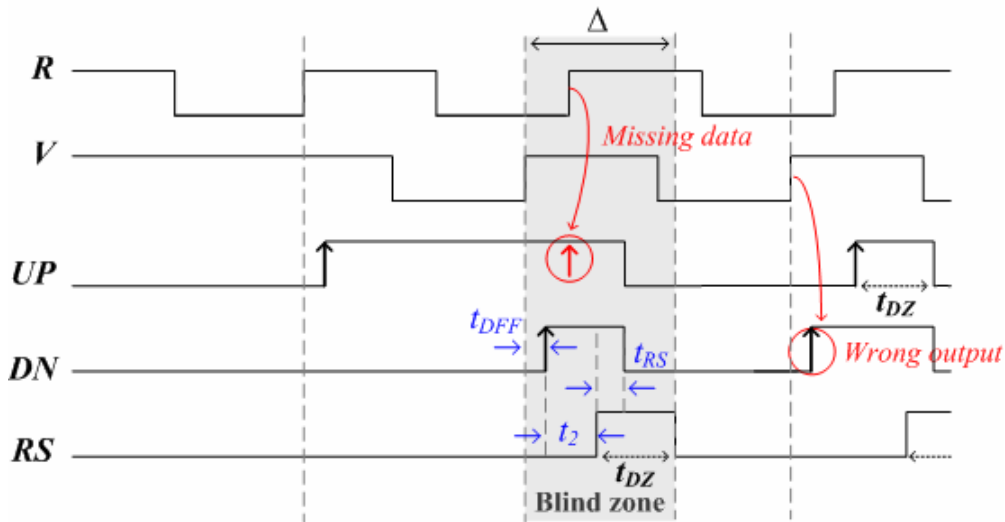 Δ
R
Missing data
V
UP
t_DZ
t_DFF
DN
t_RS
Wrong output
t_2
RS
t_DZ
Blind zone